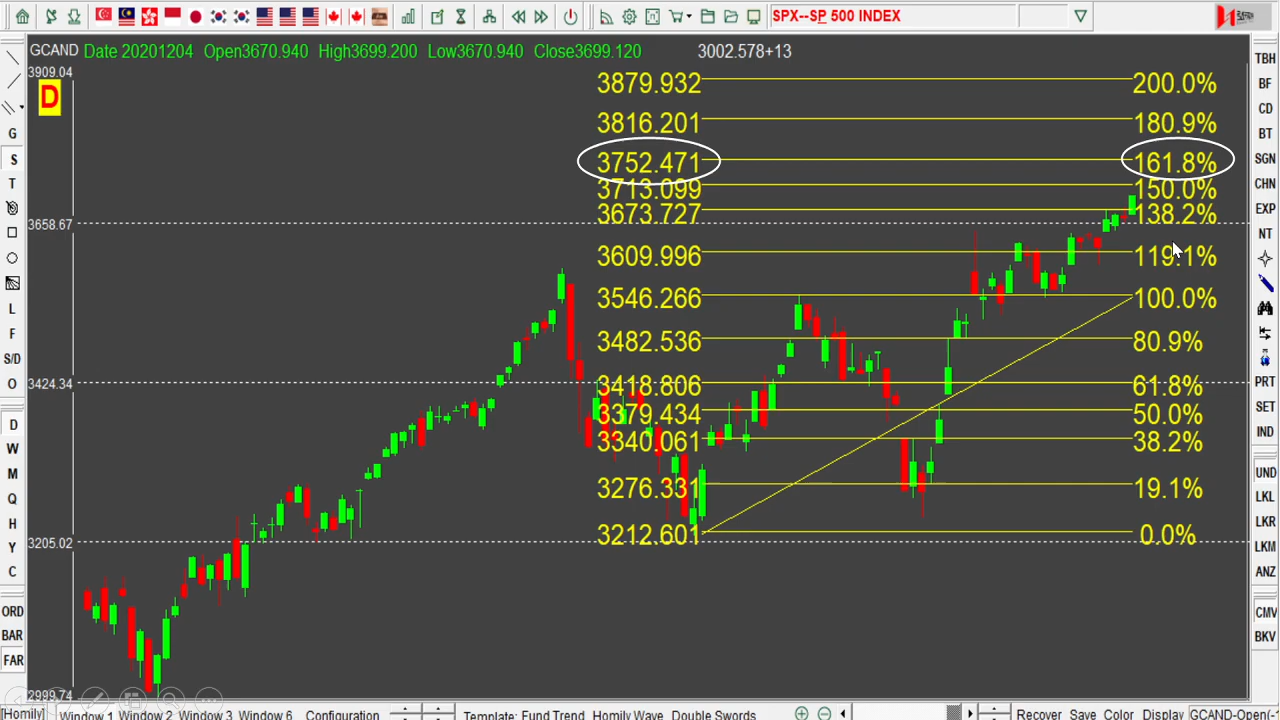 SPX--SP 500 INDEX
GCAND Date 20201204 Open3670.940 High3699.200 Low3670.940 Close3699.120 3002.578+13
3909.04
D
3879.932 200.0%
3816.201 180.9%
3752.471 161.8%
3713.099 150.0%
3673.727 138.2%
3658.67
3609.996 119.1%
3546.266 100.0%
3482.536 80.9%
3424.34
3418.806 61.8%
3379.434 50.0%
3340.061 38.2%
3276.331 19.1%
3212.601 0.0%
3205.02
2999.74
G
S
T
L
F
S/D
O
D
W
M
Q
H
Y
C
ORD
BAR
FAR
TBH
BF
CD
BT
SGN
CHN
EXP
NT
PRT
SET
IND
UND
LKL
LKR
LKM
ANZ
CMV
BKV
[Homily] Window 1 Window 2 Window 3 Window 6 Configuration Template: Fund Trend Homily Wave Double Swords Recover Save Color Display GCAND-Open(-1